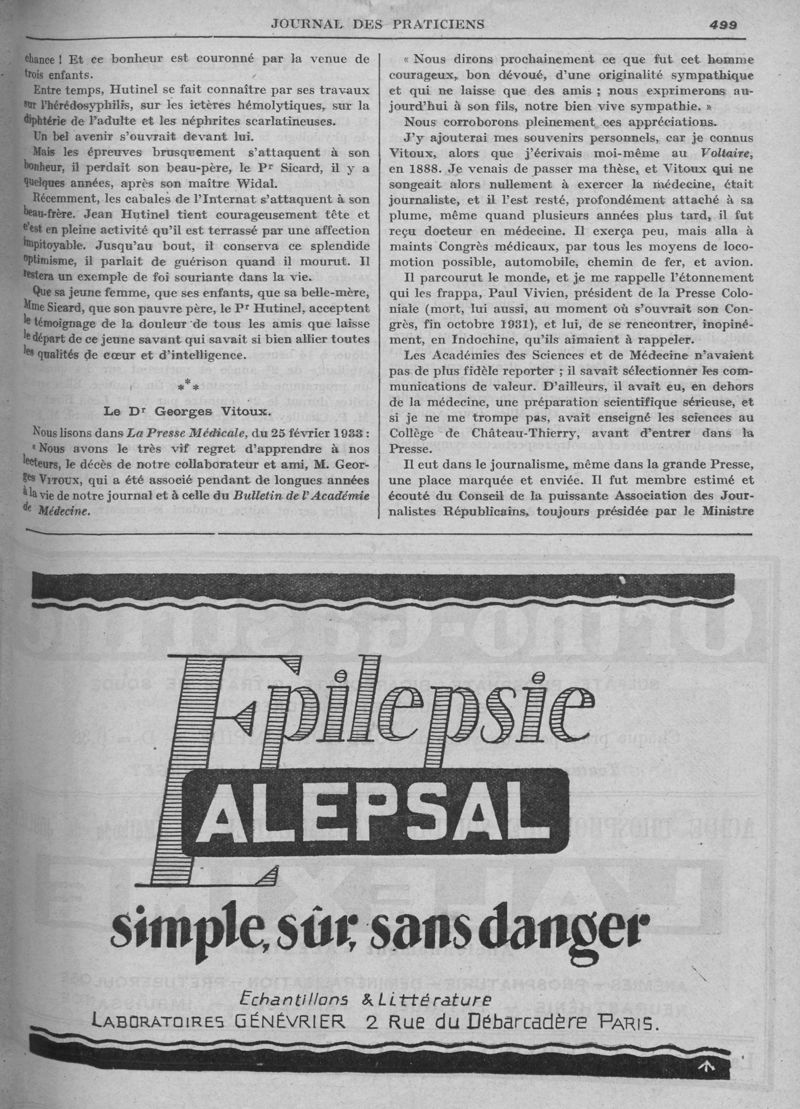 JOURNAL DES PRATICIENS 499
chance ! Et ce bonheur est couronné par la venue de
trois enfants.
Entre temps, Hutinel se fait connaître par ses travaux
sur l'hérédosyphilis, sur les ictères hémolytiques, sur la
diphtérie de l'adulte et les néphrites scarlatineuses.
Un bel avenir s'ouvrait devant lui.
Mais les épreuves brusquement s'attaquent à son
bonheur, il perdait son beau-père, le Pr Sicard, il y a
quelques années, après son maître Widal.
Récemment, les cabales de l'Internat s'attaquent à son
beau-frère. Jean Hutinel tient courageusement tête et
c'est en pleine activité qu'il est terrassé par une affection
impitoyable. Jusqu'au bout, il conserva ce splendide
optimisme, il parlait de guérison quand il mourut. Il
restera un exemple de foi souriante dans la vie.
Que sa jeune femme, que ses enfants, que sa belle-mère,
Mme Sicard, que son pauvre père, le Pr Hutinel, acceptent
le témoignage de la douleur de tous les amis que laisse
le départ de ce jeune savant qui savait si bien allier toutes
les qualités de cœur et d'intelligence.
***
Le Dr Georges Vitoux.
Nous lisons dans La Presse Médicale, du 25 février 1933 :
« Nous avons le très vif regret d'apprendre à nos
lecteurs, le décès de notre collaborateur et ami, M. Geor-
ges VITOUX, qui a été associé pendant de longues années
à la vie de notre journal et à celle du Bulletin de l'Académie
de Médecine.
« Nous dirons prochainement ce que fut cet homme
courageux, bon dévoué, d'une originalité sympathique
et qui ne laisse que des amis ; nous exprimerons au-
jourd'hui à son fils, notre bien vive sympathie. »
Nous corroborons pleinement ces appréciations.
J'y ajouterai mes souvenirs personnels, car je connus
Vitoux, alors que j'écrivais moi-même au Voltaire,
en 1888. Je venais de passer ma thèse, et Vitoux qui ne
songeait alors nullement à exercer la médecine, était
journaliste, et il l'est resté, profondément attaché à sa
plume, même quand plusieurs années plus tard, il fut
reçu docteur en médecine. Il exerça peu, mais alla à
maints Congrès médicaux, par tous les moyens de loco-
motion possible, automobile, chemin de fer, et avion.
Il parcourut le monde, et je me rappelle l'étonnement
qui les frappa, Paul Vivien, président de la Presse Colo-
niale (mort, lui aussi, au moment où s'ouvrait son Con-
grès, fin octobre 1931), et lui, de se rencontrer, inopiné-
ment, en Indochine, qu'ils aimaient à rappeler.
Les Académies des Sciences et de Médecine n'avaient
pas de plus fidèle reporter ; il savait sélectionner les com-
munications de valeur. D'ailleurs, il avait eu, en dehors
de la médecine, une préparation scientifique sérieuse, et
si je ne me trompe pas, avait enseigné les sciences au
Collège de Château-Thierry, avant d'entrer dans la
Presse.
Il eut dans le journalisme, même dans la grande Presse,
une place marquée et enviée. Il fut membre estimé et
écouté du Conseil de la puissante Association des Jour-
nalistes Républicains, toujours présidée par le Ministre
Epilepsie
ALEPSAL
simple, sûr, sans danger
Echantillons & Littérature
LABORATOIRES GÉNÉVRIER 2 Rue du Débarcadère PARIS.